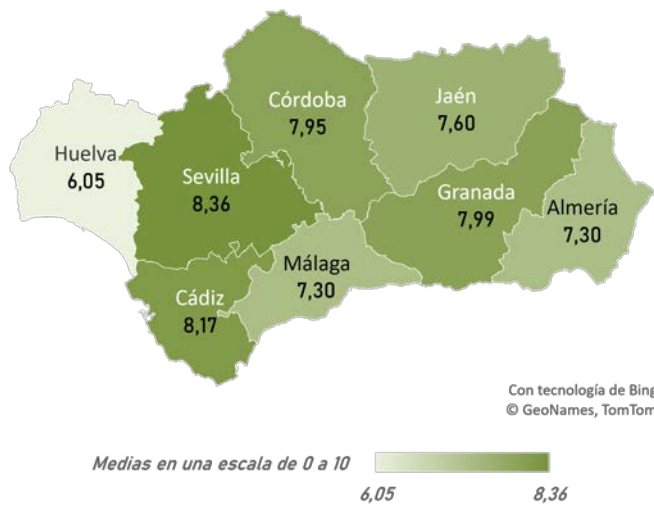 Córdoba
7,95
Jaén
7,60
Huelva
6,05
Sevilla
8,36
Granada
7,99
Almería
7,30
Málaga
7,30
Cádiz
8,17
Con tecnología de Bing
© GeoNames, TomTom
Medias en una escala de 0 a 10
6,05
8,36